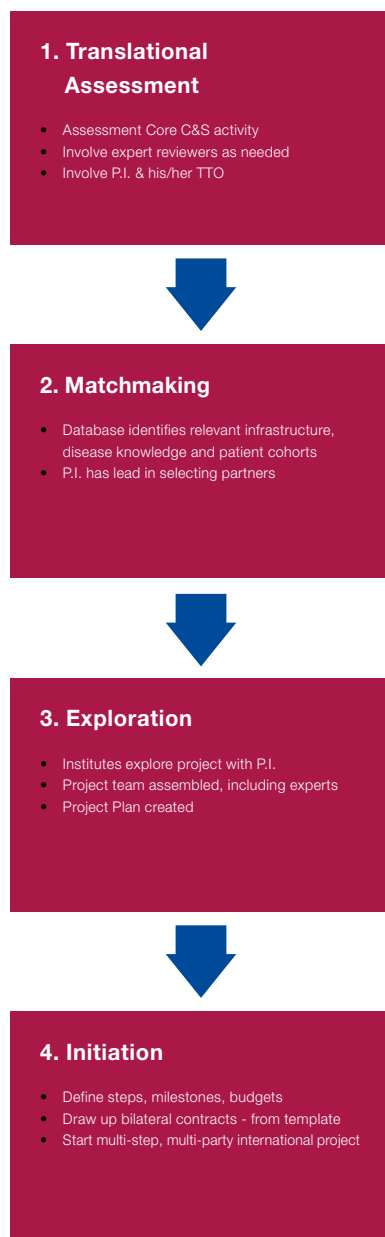 1. Translational
Assessment
• Assessment Core C&S activity
• Involve expert reviewers as needed
• Involve P.I. & his/her TTO
2. Matchmaking
• Database identifies relevant infrastructure,
disease knowledge and patient cohorts
• P.I. has lead in selecting partners
3. Exploration
• Institutes explore project with P.I.
• Project team assembled, including experts
• Project Plan created
4. Initiation
• Define steps, milestones, budgets
• Draw up bilateral contracts - from template
• Start multi-step, multi-party international project